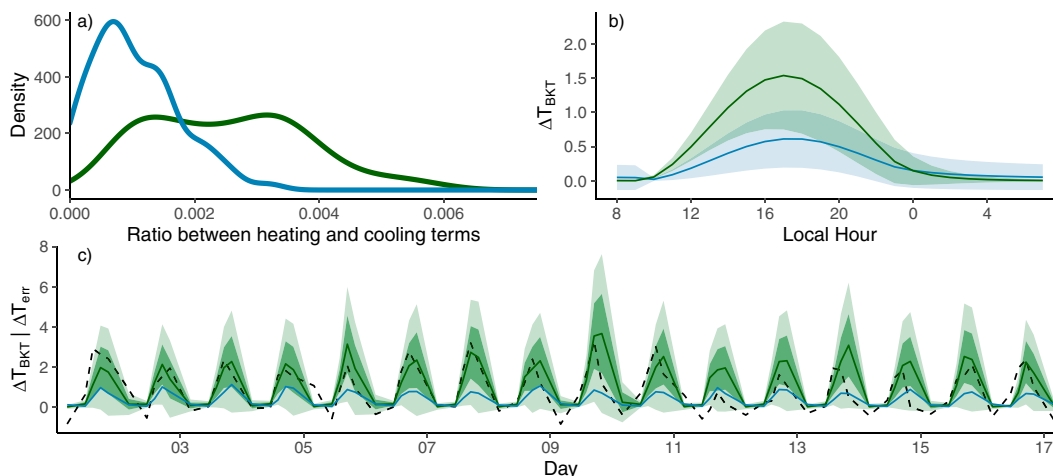 a)
Density
600
400
200
0
0.000 0.002 0.004 0.006
Ratio between heating and cooling terms
b)
ΔT_BKT
2.0
1.5
1.0
0.5
0.0
8 12 16 20 0 4
Local Hour
c)
ΔT_BKT | ΔT_err
8
6
4
2
0
03 05 07 09 11 13 15 17
Day